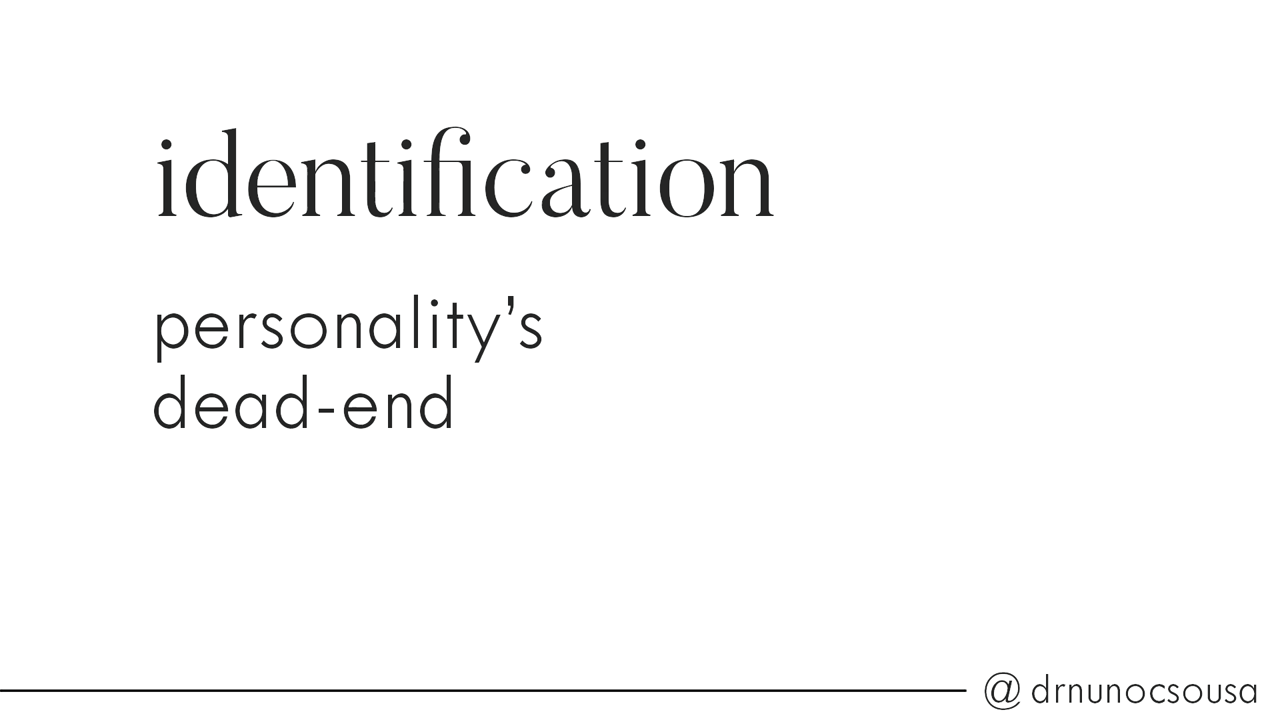 identification
personality’s
dead-end
@drnunocsousa